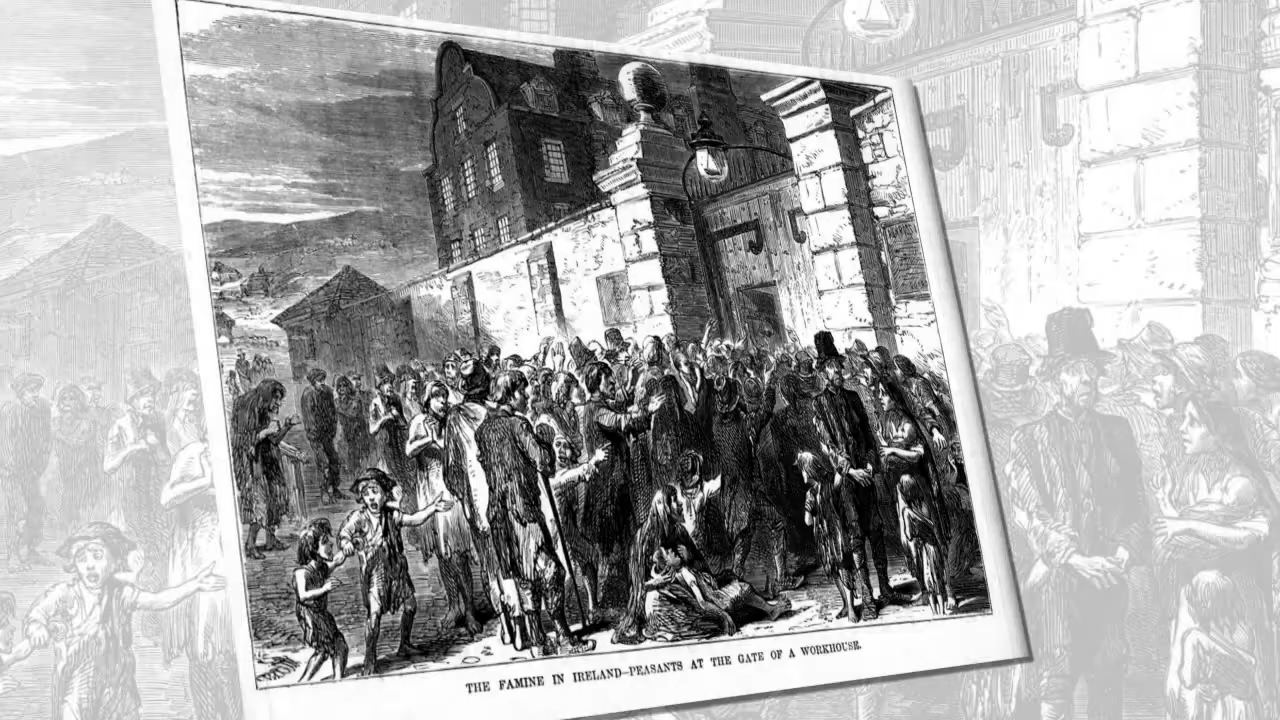 THE FAMINE IN IRELAND—PEASANTS AT THE GATE OF A WORKHOUSE.